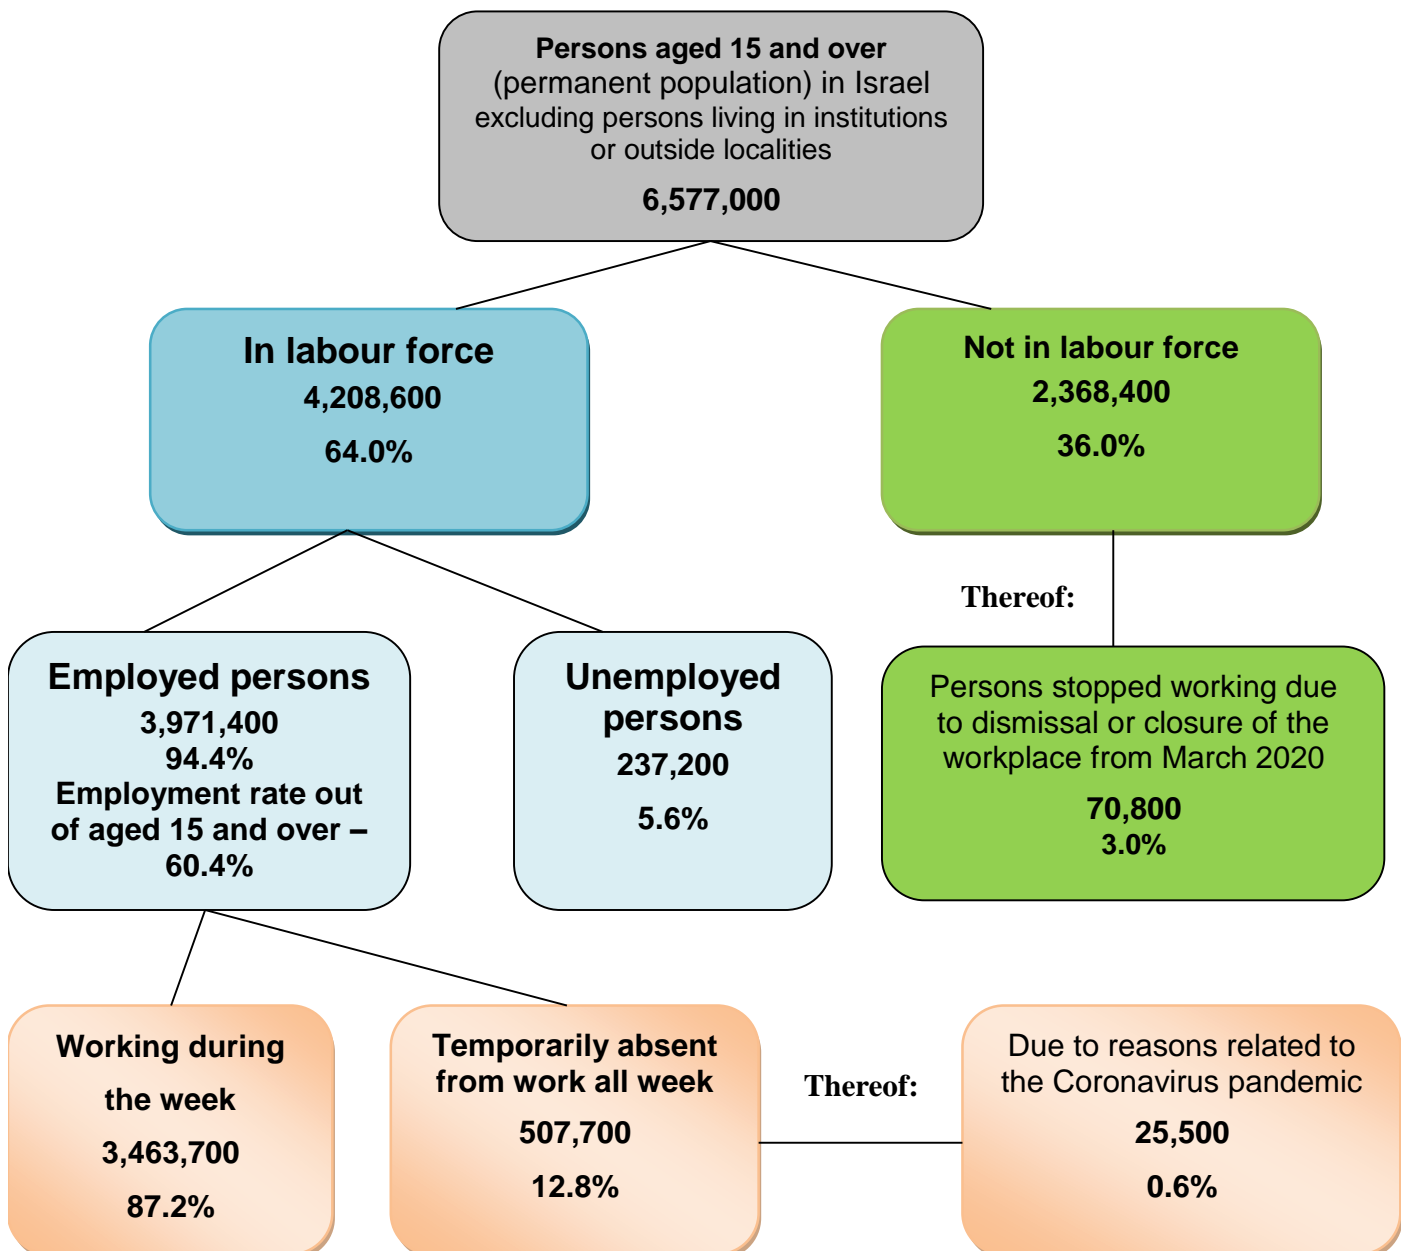 Persons aged 15 and over
(permanent population) in Israel
excluding persons living in institutions
or outside localities
6,577,000
In labour force
4,208,600
64.0%
Not in labour force
2,368,400
36.0%
Thereof:
Employed persons
3,971,400
94.4%
Employment rate out
of aged 15 and over –
60.4%
Unemployed
persons
237,200
5.6%
Persons stopped working due
to dismissal or closure of the
workplace from March 2020
70,800
3.0%
Working during
the week
3,463,700
87.2%
Temporarily absent
from work all week
507,700
12.8%
Thereof:
Due to reasons related to
the Coronavirus pandemic
25,500
0.6%